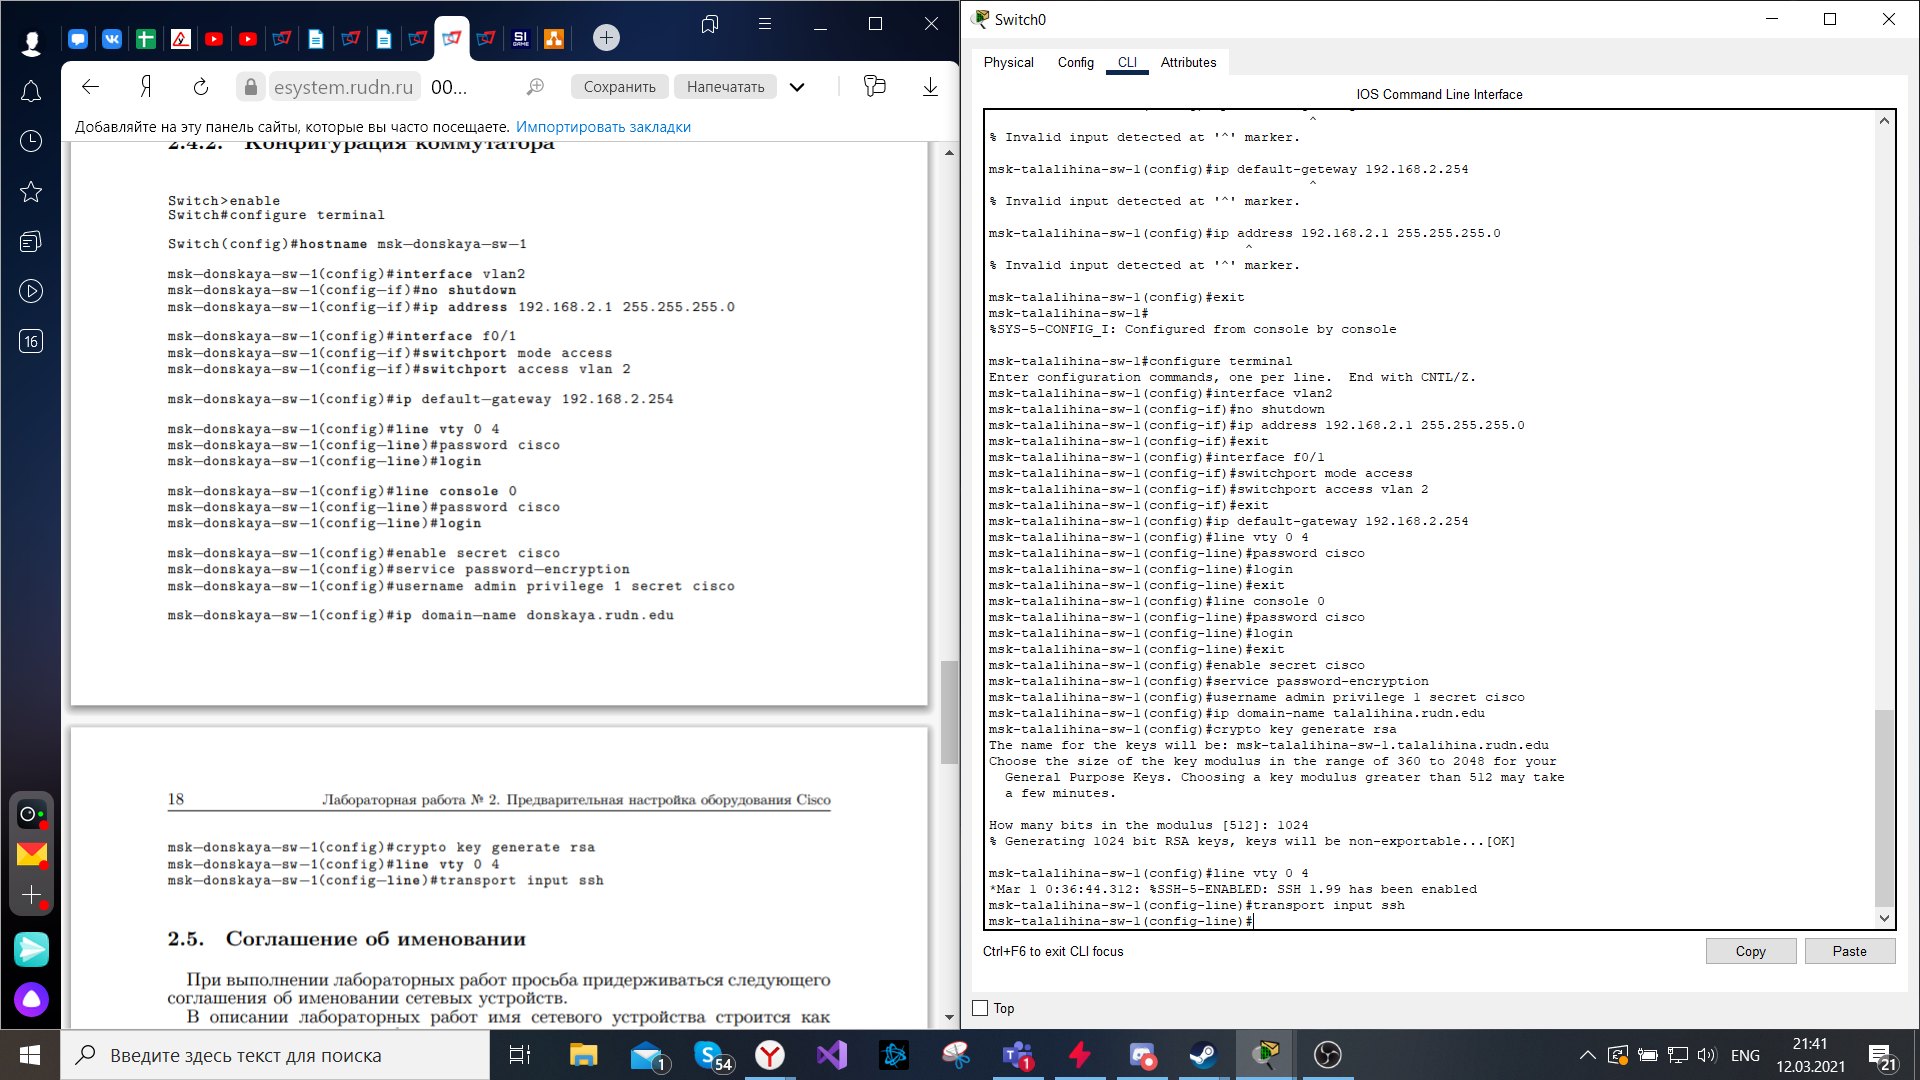 esystem.rudn.ru
00...
Сохранить
Напечатать
Добавляйте на эту панель сайты, которые вы часто посещаете. Импортировать закладки
16
2.4.2. Конфигурация коммутатора
Switch>enable
Switch#configure terminal
Switch(config)#hostname msk—donskaya—sw—1
msk—donskaya—sw—1(config)#interface vlan2
msk—donskaya—sw—1(config—if)#no shutdown
msk—donskaya—sw—1(config—if)#ip address 192.168.2.1 255.255.255.0
msk—donskaya—sw—1(config)#interface f0/1
msk—donskaya—sw—1(config—if)#switchport mode access
msk—donskaya—sw—1(config—if)#switchport access vlan 2
msk—donskaya—sw—1(config)#ip default—gateway 192.168.2.254
msk—donskaya—sw—1(config)#line vty 0 4
msk—donskaya—sw—1(config—line)#password cisco
msk—donskaya—sw—1(config—line)#login
msk—donskaya—sw—1(config)#line console 0
msk—donskaya—sw—1(config—line)#password cisco
msk—donskaya—sw—1(config—line)#login
msk—donskaya—sw—1(config)#enable secret cisco
msk—donskaya—sw—1(config)#service password—encryption
msk—donskaya—sw—1(config)#username admin privilege 1 secret cisco
msk—donskaya—sw—1(config)#ip domain—name donskaya.rudn.edu
18 Лабораторная работа № 2. Предварительная настройка оборудования Cisco
msk—donskaya—sw—1(config)#crypto key generate rsa
msk—donskaya—sw—1(config)#line vty 0 4
msk—donskaya—sw—1(config—line)#transport input ssh
2.5. Соглашение об именовании
При выполнении лабораторных работ просьба придерживаться следующего
соглашения об именовании сетевых устройств.
В описании лабораторных работ имя сетевого устройства строится как
Switch0
Physical Config CLI Attributes
IOS Command Line Interface
^
% Invalid input detected at '^' marker.
msk-talalihina-sw-1(config)#ip default-geteway 192.168.2.254
^
% Invalid input detected at '^' marker.
msk-talalihina-sw-1(config)#ip address 192.168.2.1 255.255.255.0
^
% Invalid input detected at '^' marker.
msk-talalihina-sw-1(config)#exit
msk-talalihina-sw-1#
%SYS-5-CONFIG_I: Configured from console by console
msk-talalihina-sw-1#configure terminal
Enter configuration commands, one per line. End with CNTL/Z.
msk-talalihina-sw-1(config)#interface vlan2
msk-talalihina-sw-1(config-if)#no shutdown
msk-talalihina-sw-1(config-if)#ip address 192.168.2.1 255.255.255.0
msk-talalihina-sw-1(config-if)#exit
msk-talalihina-sw-1(config)#interface f0/1
msk-talalihina-sw-1(config-if)#switchport mode access
msk-talalihina-sw-1(config-if)#switchport access vlan 2
msk-talalihina-sw-1(config-if)#exit
msk-talalihina-sw-1(config)#ip default-gateway 192.168.2.254
msk-talalihina-sw-1(config)#line vty 0 4
msk-talalihina-sw-1(config-line)#password cisco
msk-talalihina-sw-1(config-line)#login
msk-talalihina-sw-1(config-line)#exit
msk-talalihina-sw-1(config)#line console 0
msk-talalihina-sw-1(config-line)#password cisco
msk-talalihina-sw-1(config-line)#login
msk-talalihina-sw-1(config-line)#exit
msk-talalihina-sw-1(config)#enable secret cisco
msk-talalihina-sw-1(config)#service password-encryption
msk-talalihina-sw-1(config)#username admin privilege 1 secret cisco
msk-talalihina-sw-1(config)#ip domain-name talalihina.rudn.edu
msk-talalihina-sw-1(config)#crypto key generate rsa
The name for the keys will be: msk-talalihina-sw-1.talalihina.rudn.edu
Choose the size of the key modulus in the range of 360 to 2048 for your
General Purpose Keys. Choosing a key modulus greater than 512 may take
a few minutes.
How many bits in the modulus [512]: 1024
% Generating 1024 bit RSA keys, keys will be non-exportable...[OK]
msk-talalihina-sw-1(config)#line vty 0 4
*Mar 1 0:36:44.312: %SSH-5-ENABLED: SSH 1.99 has been enabled
msk-talalihina-sw-1(config-line)#transport input ssh
msk-talalihina-sw-1(config-line)#
Ctrl+F6 to exit CLI focus
Copy
Paste
Top
Введите здесь текст для поиска
1
54
1
ENG
21:41
12.03.2021
21